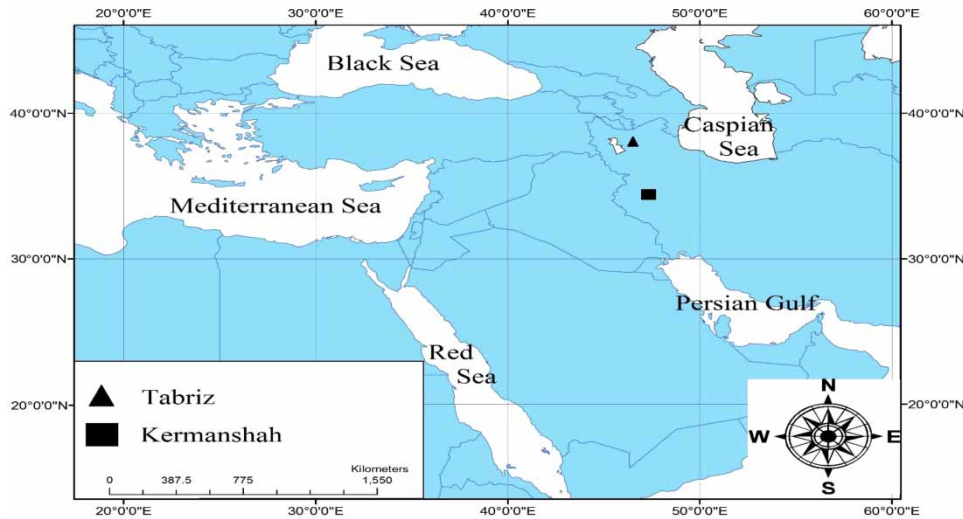 20°0'0"E 30°0'0"E 40°0'0"E 50°0'0"E 60°0'0"E
Black Sea
40°0'0"N 40°0'0"N
Caspian
Sea
Mediterranean Sea
30°0'0"N 30°0'0"N
Persian Gulf
Red
Sea
Tabriz
Kermanshah
20°0'0"N 20°0'0"N
N
W E
S
Kilometers
0 387.5 775 1,550
20°0'0"E 30°0'0"E 40°0'0"E 50°0'0"E 60°0'0"E